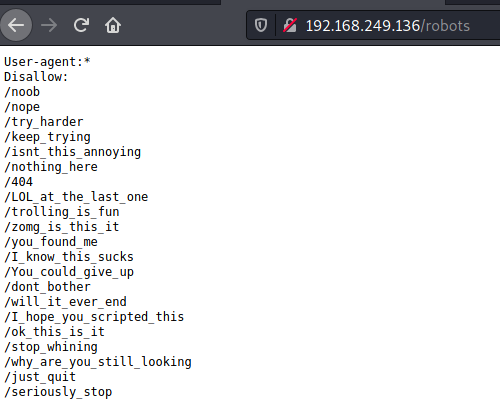 192.168.249.136/robots
User-agent:*
Disallow:
/noob
/nope
/try_harder
/keep_trying
/isnt_this_annoying
/nothing_here
/404
/LOL_at_the_last_one
/trolling_is_fun
/zomg_is_this_it
/you_found_me
/I_know_this_sucks
/You_could_give_up
/dont_bother
/will_it_ever_end
/I_hope_you_scripted_this
/ok_this_is_it
/stop_whining
/why_are_you_still_looking
/just_quit
/seriously_stop